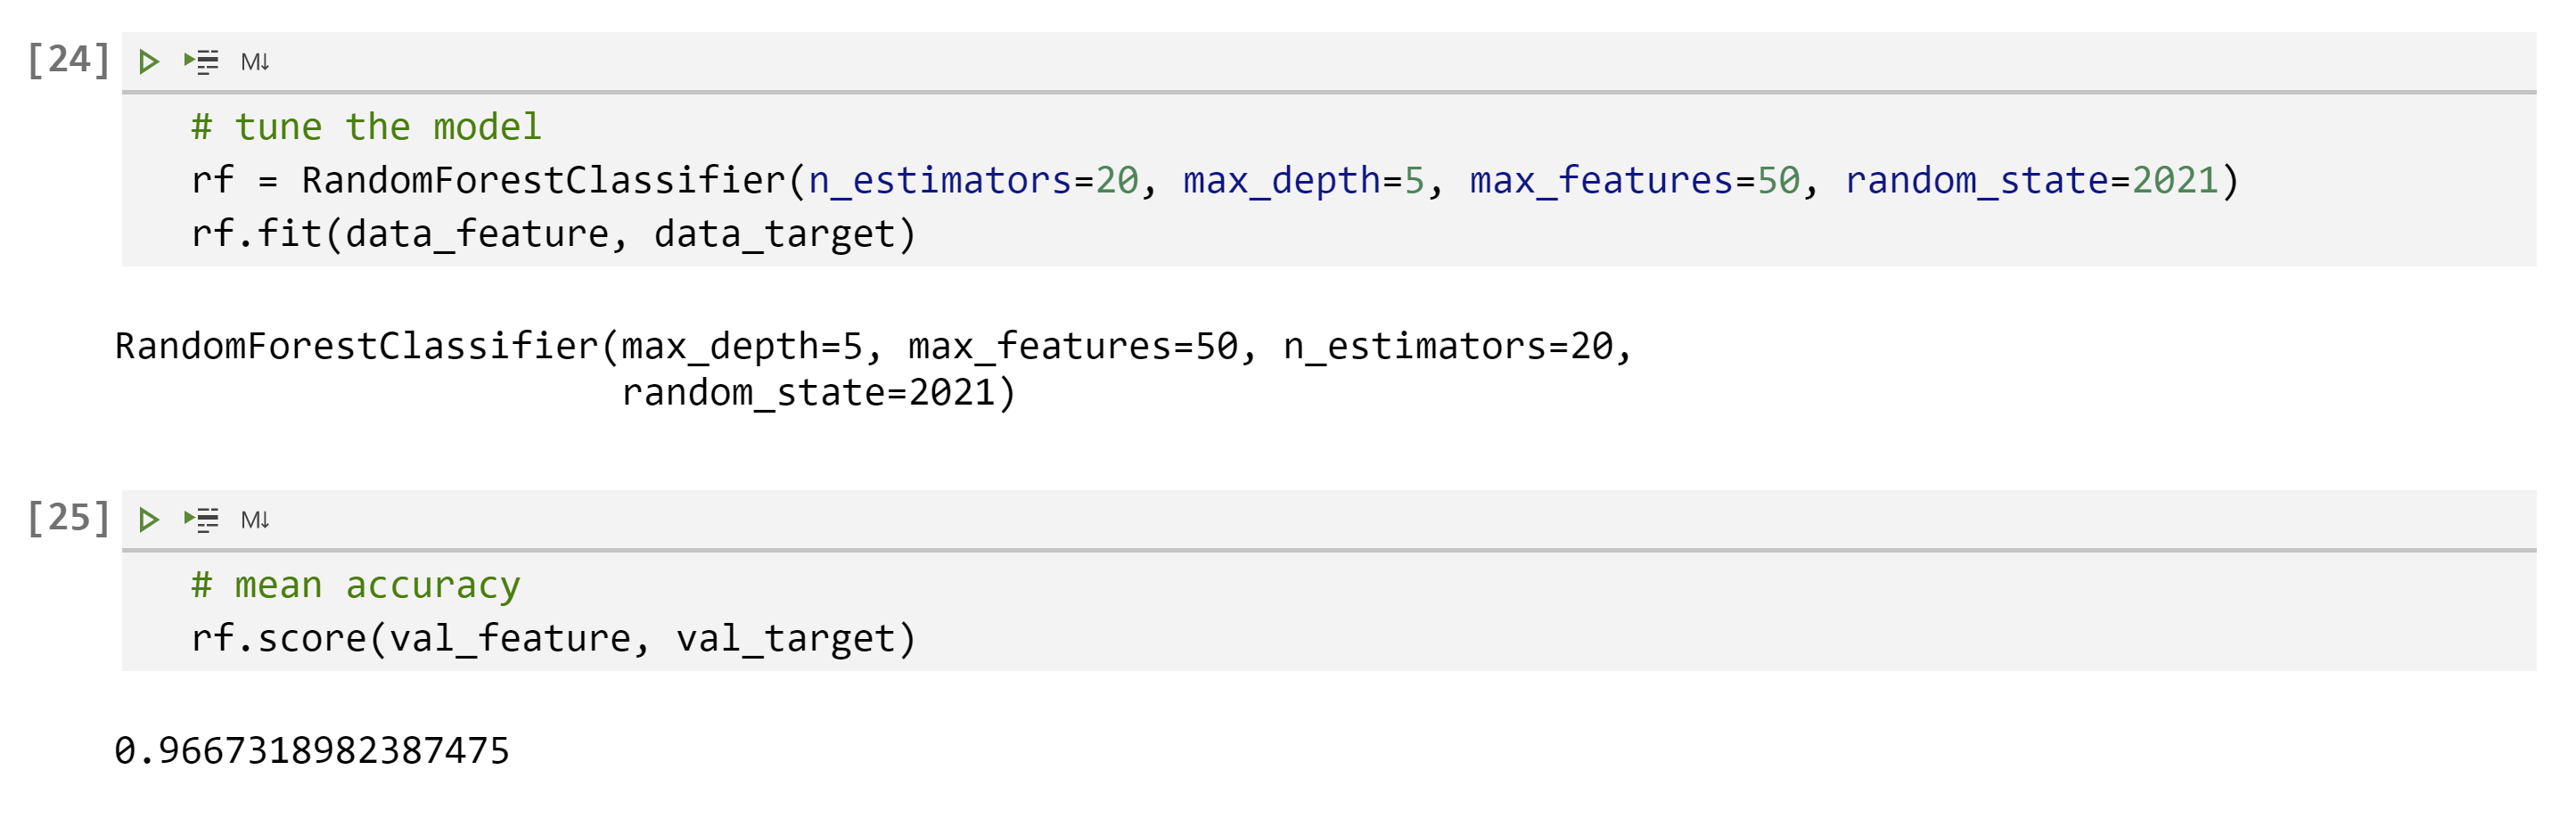 [24]
M↓
# tune the model
rf = RandomForestClassifier(n_estimators=20, max_depth=5, max_features=50, random_state=2021)
rf.fit(data_feature, data_target)
RandomForestClassifier(max_depth=5, max_features=50, n_estimators=20,
random_state=2021)
[25]
M↓
# mean accuracy
rf.score(val_feature, val_target)
0.9667318982387475